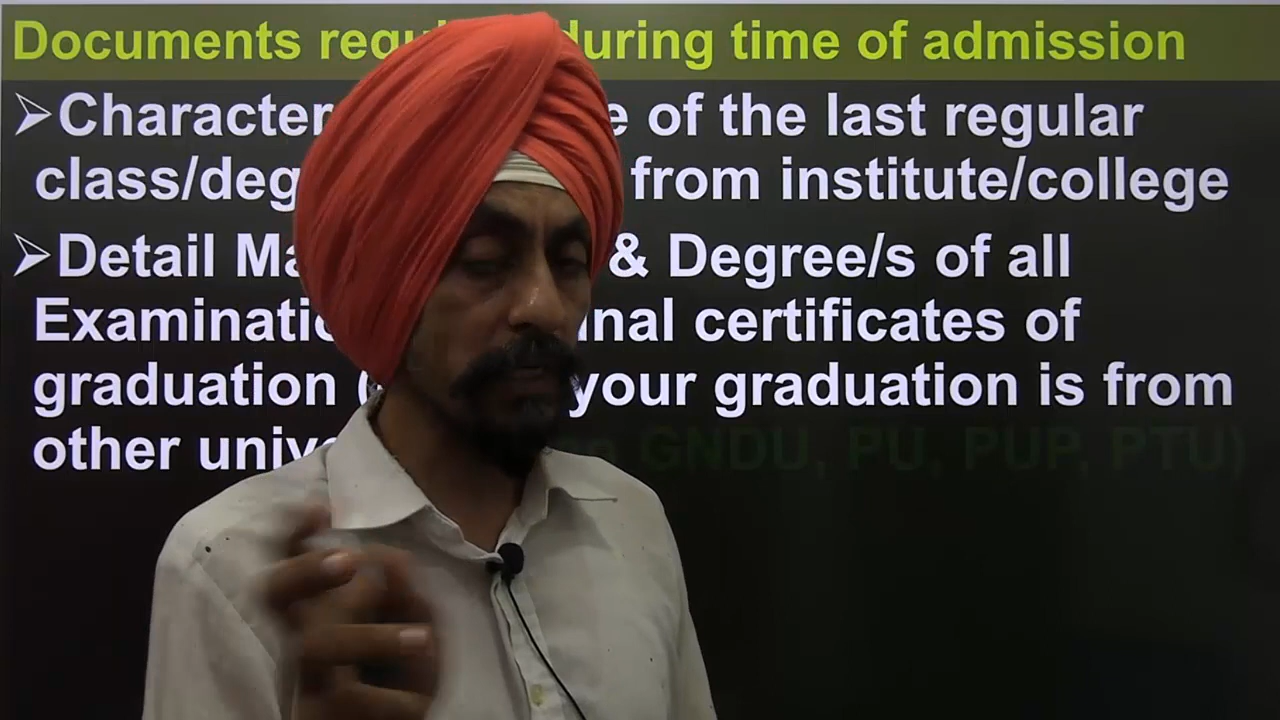 Documents during time of admission
➢Character of the last regular
class/deg from institute/college
➢Detail Ma & Degree/s of all
Examinatio inal certificates of
graduation ( your graduation is from
other unive GNDU, PU, PUP, PTU)